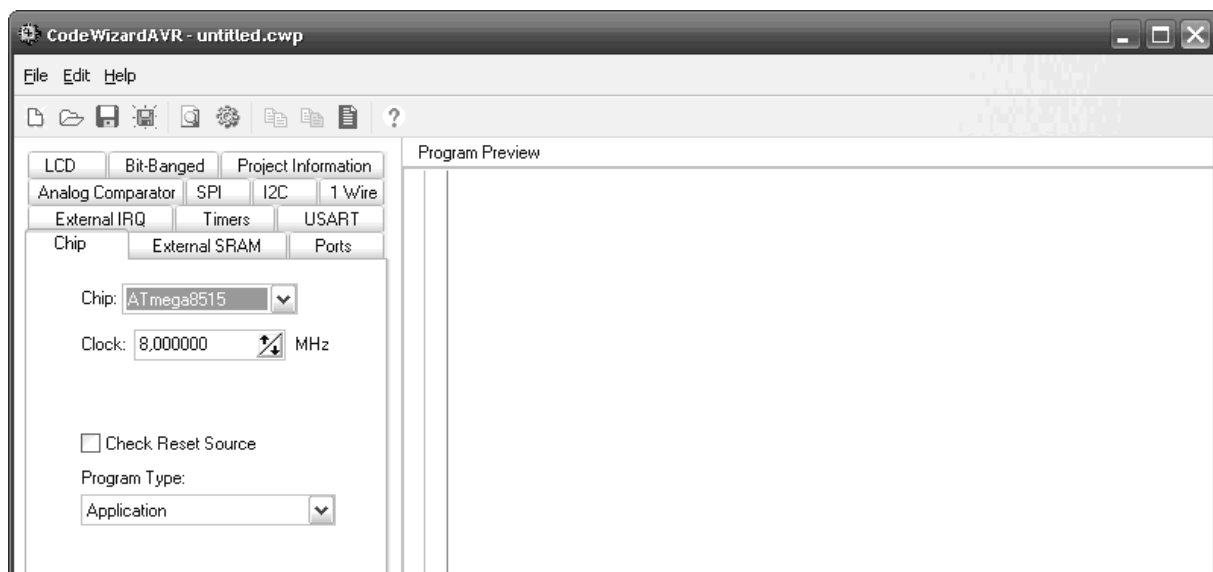 CodeWizardAVR - untitled.cwp
File Edit Help
?
Program Preview
LCD Bit-Banged Project Information
Analog Comparator SPI I2C 1 Wire
External IRQ Timers USART
Chip External SRAM Ports
Chip: ATmega8515
Clock: 8,000000 MHz
Check Reset Source
Program Type:
Application